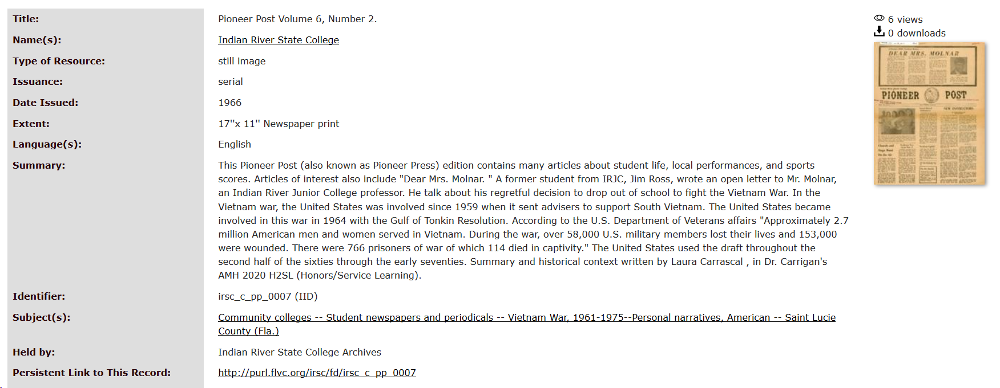 Title: Pioneer Post Volume 6, Number 2.
Name(s): Indian River State College
Type of Resource: still image
Issuance: serial
Date Issued: 1966
Extent: 17''x 11'' Newspaper print
Language(s): English
Summary: This Pioneer Post (also known as Pioneer Press) edition contains many articles about student life, local performances, and sports
scores. Articles of interest also include "Dear Mrs. Molnar. " A former student from IRJC, Jim Ross, wrote an open letter to Mr. Molnar,
an Indian River Junior College professor. He talk about his regretful decision to drop out of school to fight the Vietnam War. In the
Vietnam war, the United States was involved since 1959 when it sent advisers to support South Vietnam. The United States became
involved in this war in 1964 with the Gulf of Tonkin Resolution. According to the U.S. Department of Veterans affairs "Approximately 2.7
million American men and women served in Vietnam. During the war, over 58,000 U.S. military members lost their lives and 153,000
were wounded. There were 766 prisoners of war of which 114 died in captivity." The United States used the draft throughout the
second half of the sixties through the early seventies. Summary and historical context written by Laura Carrascal , in Dr. Carrigan's
AMH 2020 H2SL (Honors/Service Learning).
Identifier: irsc_c_pp_0007 (IID)
Subject(s): Community colleges -- Student newspapers and periodicals -- Vietnam War, 1961-1975--Personal narratives, American -- Saint Lucie
County (Fla.)
Held by: Indian River State College Archives
Persistent Link to This Record: http://purl.flvc.org/irsc/fd/irsc_c_pp_0007
6 views
0 downloads
DEAR MRS. MOLNAR
PIONEER POST
NEW INSTRUCTORS